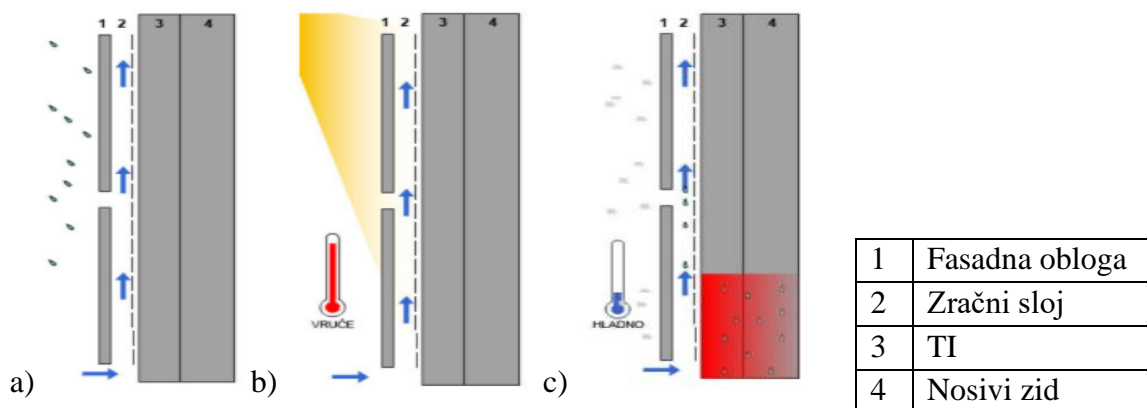 1 2 3 4
1 2 3 4
1 2 3 4
VRUĆE
HLADNO
a)
b)
c)
1 Fasadna obloga
2 Zračni sloj
3 TI
4 Nosivi zid